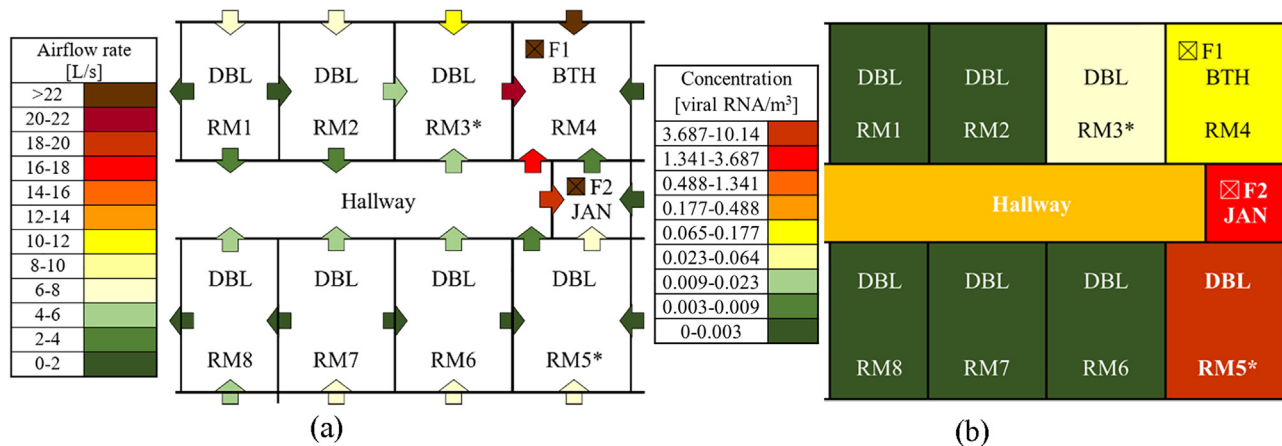 Airflow rate
[L/s]
>22
20-22
18-20
16-18
14-16
12-14
10-12
8-10
6-8
4-6
2-4
0-2
DBL
RM1
DBL
RM2
DBL
RM3*
F1
BTH
RM4
Hallway
F2
JAN
DBL
RM8
DBL
RM7
DBL
RM6
DBL
RM5*
(a)
Concentration
[viral RNA/m³]
3.687-10.14
1.341-3.687
0.488-1.341
0.177-0.488
0.065-0.177
0.023-0.064
0.009-0.023
0.003-0.009
0-0.003
DBL
RM1
DBL
RM2
DBL
RM3*
F1
BTH
RM4
Hallway
F2
JAN
DBL
RM8
DBL
RM7
DBL
RM6
DBL
RM5*
(b)